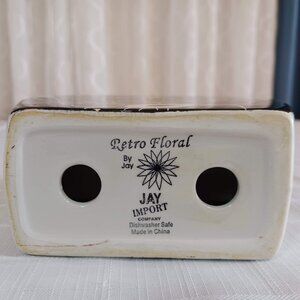 Retro Floral
By
Jay
JAY
IMPORT
COMPANY
Dishwasher Safe
Made in China